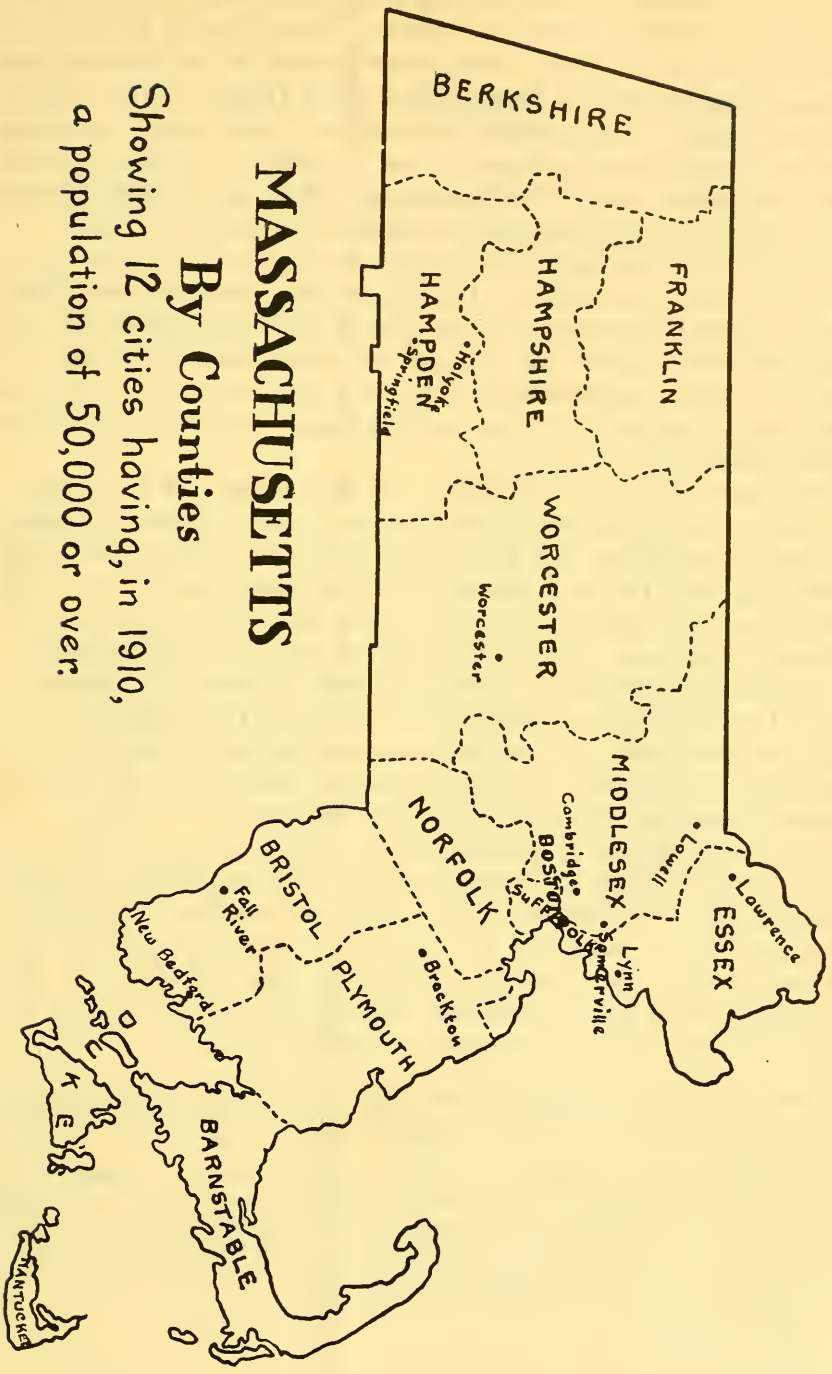 BERKSHIRE
FRANKLIN
HAMPSHIRE
HAMPDEN
Holyoke
Springfield
WORCESTER
Worcester
MIDDLESEX
Lowell
ESSEX
Lawrence
Lynn
Somerville
Cambridge
BOSTON
SUFFOLK
NORFOLK
BRISTOL
Fall
River
New Bedford
PLYMOUTH
Brockton
BARNSTABLE
D U K E S
NANTUCKET
MASSACHUSETTS
By Counties
Showing 12 cities having, in 1910,
a population of 50,000 or over.